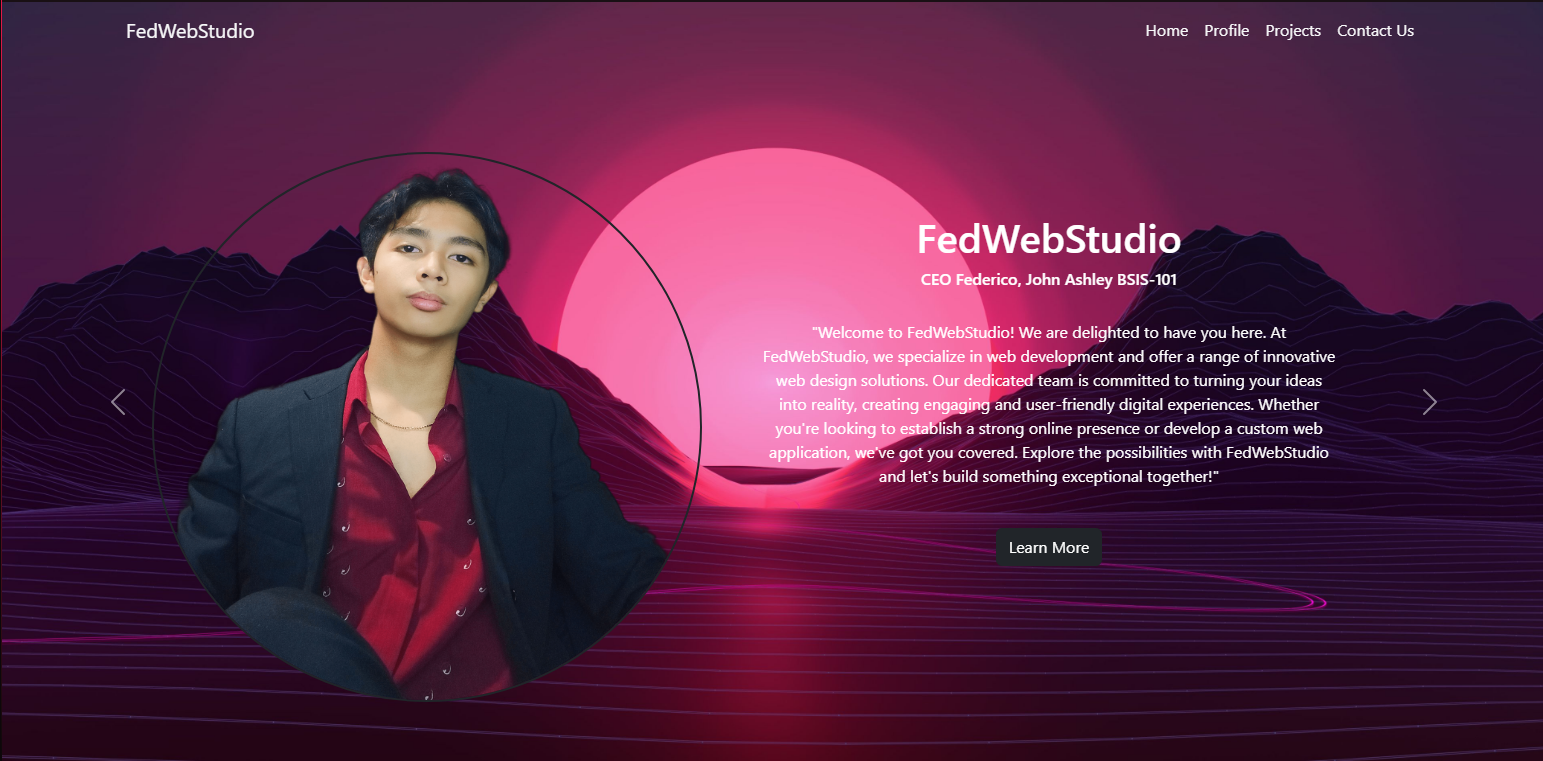 FedWebStudio
Home Profile Projects Contact Us
FedWebStudio
CEO Federico, John Ashley BSIS-101
"Welcome to FedWebStudio! We are delighted to have you here. At
FedWebStudio, we specialize in web development and offer a range of innovative
web design solutions. Our dedicated team is committed to turning your ideas
into reality, creating engaging and user-friendly digital experiences. Whether
you're looking to establish a strong online presence or develop a custom web
application, we've got you covered. Explore the possibilities with FedWebStudio
and let's build something exceptional together!"
Learn More